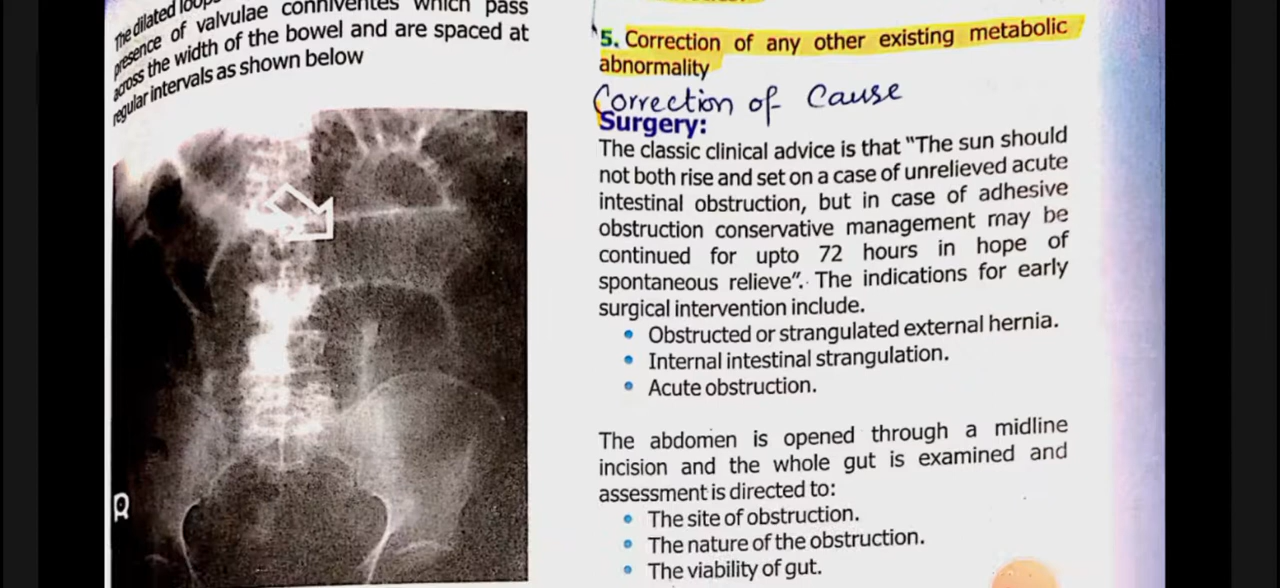 The dilated loops
presence of valvulae conniventes which pass
across the width of the bowel and are spaced at
regular intervals as shown below
R
5. Correction of any other existing metabolic
abnormality
Correction of Cause
Surgery:
The classic clinical advice is that "The sun should
not both rise and set on a case of unrelieved acute
intestinal obstruction, but in case of adhesive
obstruction conservative management may be
continued for upto 72 hours in hope of
spontaneous relieve". The indications for early
surgical intervention include.
• Obstructed or strangulated external hernia.
• Internal intestinal strangulation.
• Acute obstruction.
The abdomen is opened through a midline
incision and the whole gut is examined and
assessment is directed to:
• The site of obstruction.
• The nature of the obstruction.
• The viability of gut.